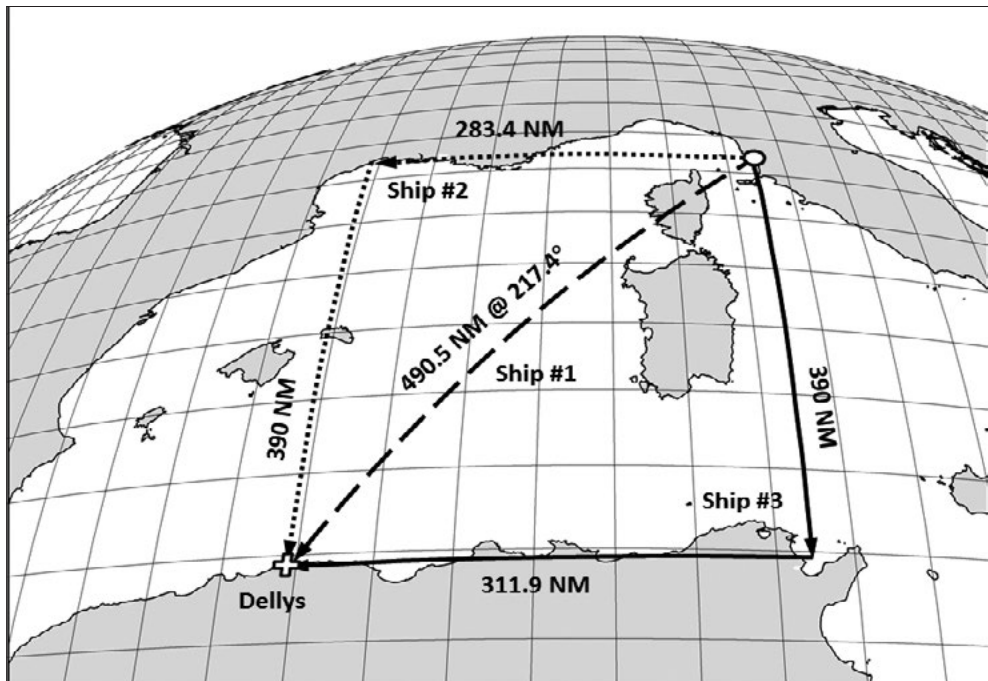 283.4 NM
Ship #2
490.5 NM @ 217.4°
Ship #1
390 NM
390 NM
Ship #3
311.9 NM
Dellys